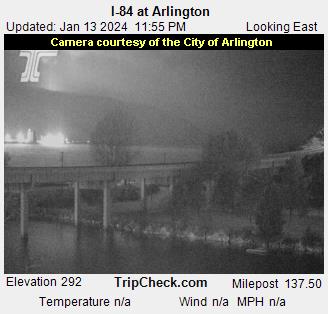 I-84 at Arlington
Updated: Jan 13 2024 11:55 PM Looking East
Camera courtesy of the City of Arlington
Elevation 292 TripCheck.com Milepost 137.50
Temperature n/a Wind n/a MPH n/a